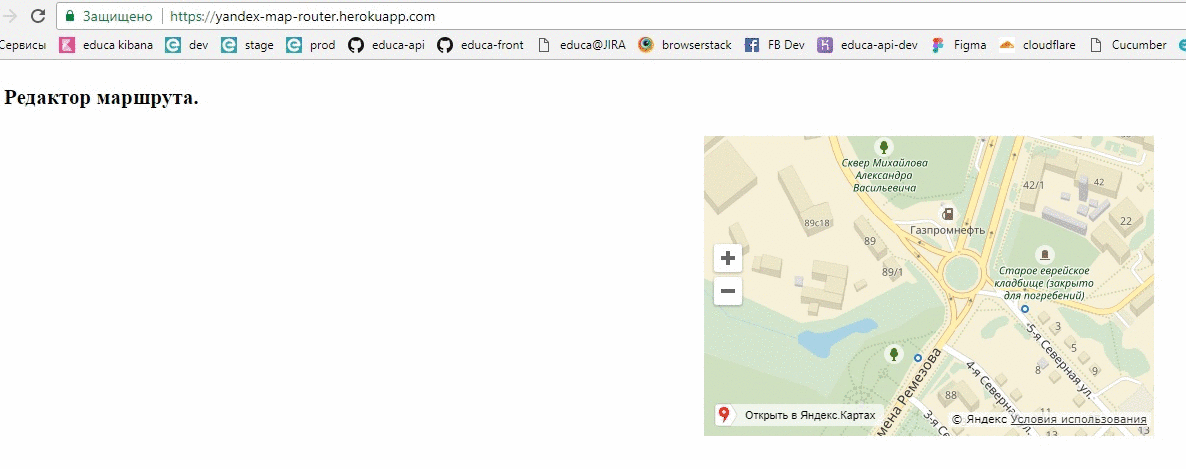 Защищено https://yandex-map-router.herokuapp.com
Сервисы educa kibana dev stage prod educa-api educa-front educa@JIRA browserstack FB Dev educa-api-dev Figma cloudflare Cucumber
Редактор маршрута.
Сквер Михайлова
Александра
Васильевича
42/1
42
22
89с18
Газпромнефть
89
89/1
Старое еврейское
кладбище (закрыто
для погребений)
3
5
9
8
5-я Северная ул.
4-я Северная ул.
88
11
13
13
мена Ремезова
3-я Се
Открыть в Яндекс.Картах
© Яндекс Условия использования